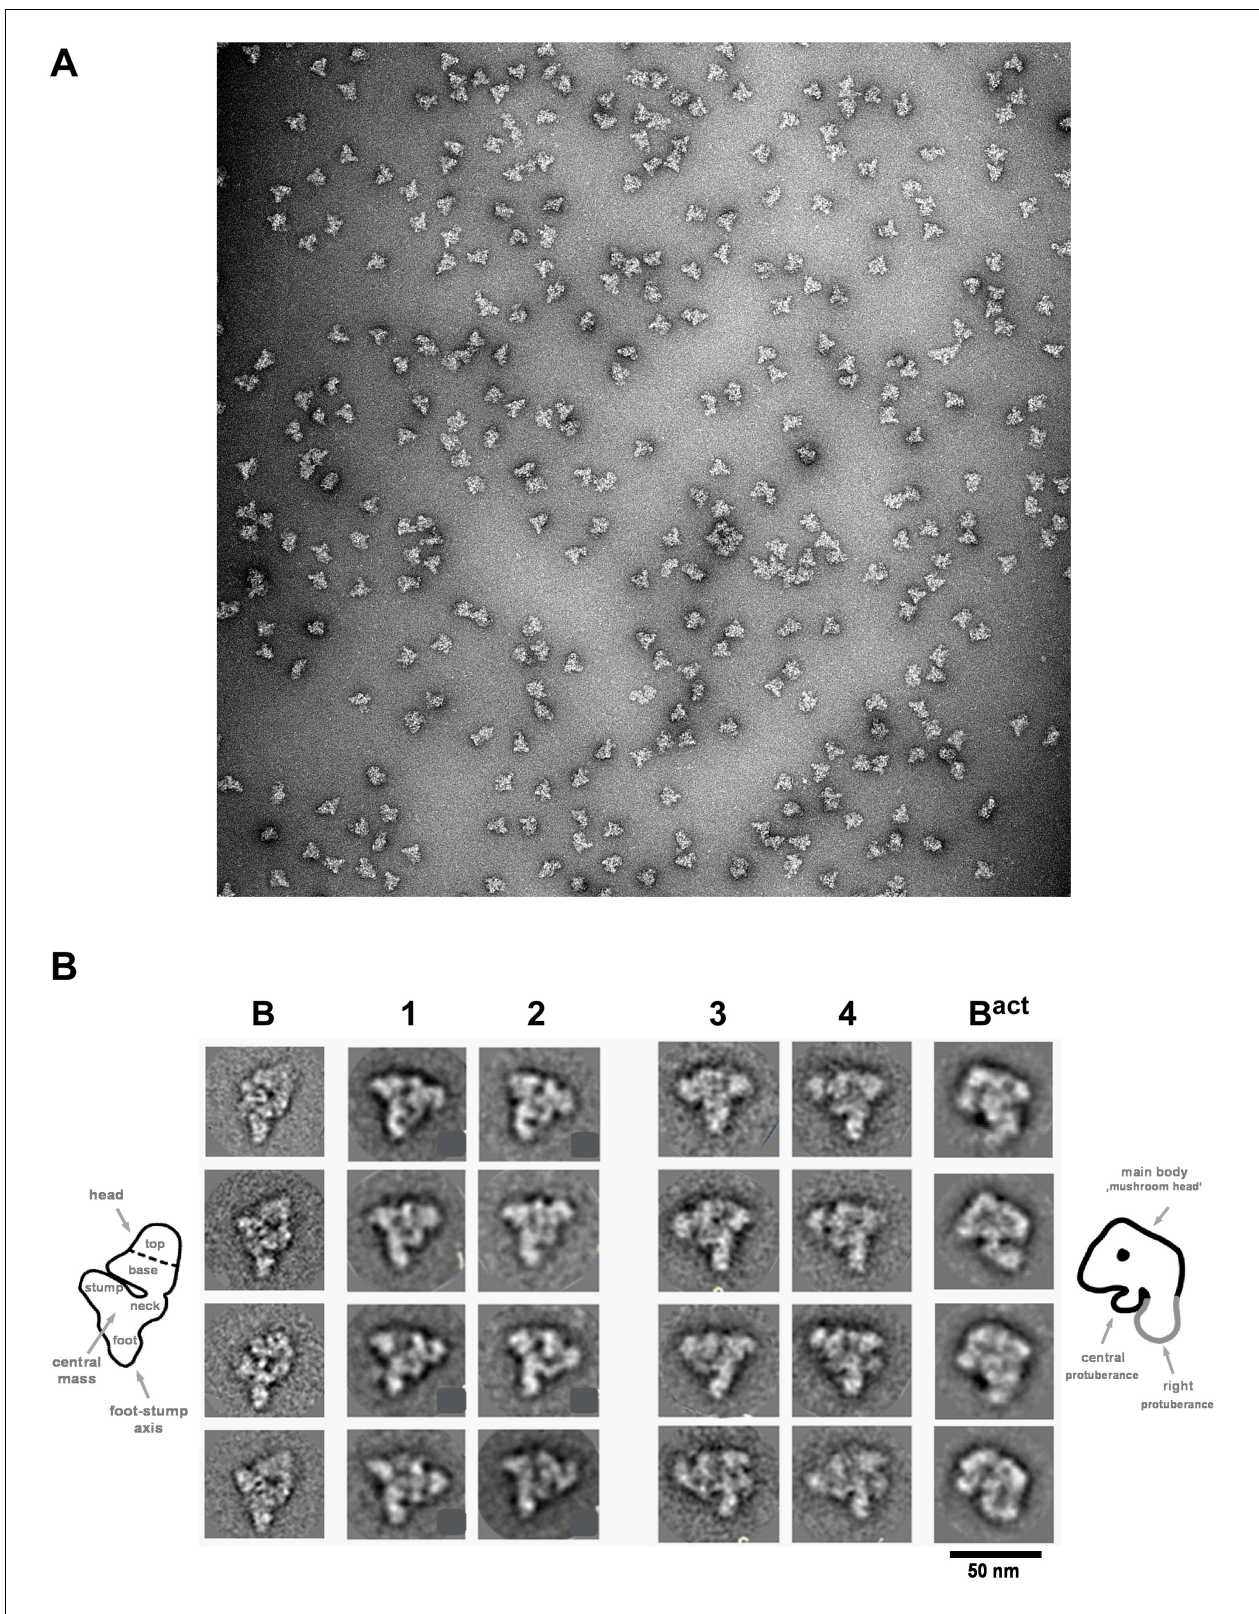 A
B
B 1 2 3 4 Bact
head
top
base
stump
neck
foot
central
mass
foot-stump
axis
main body
‚mushroom head‘
central
protuberance
right
protuberance
50 nm